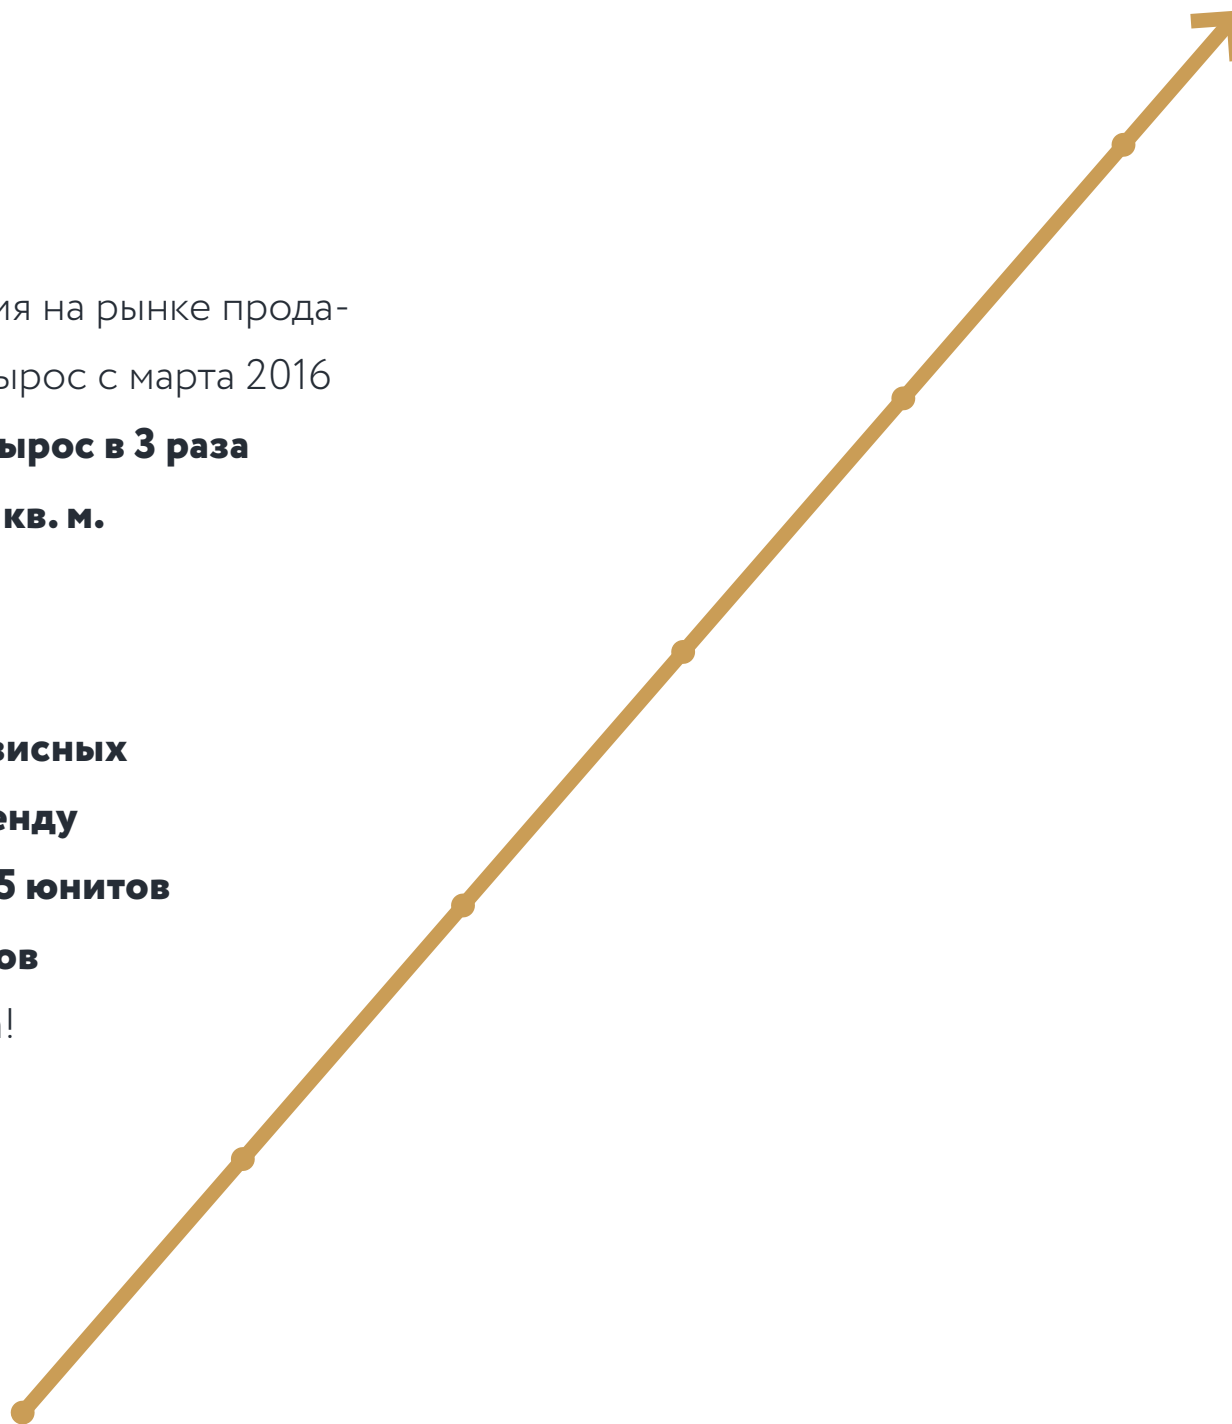 ия на рынке прода-
ырос с марта 2016
ырос в 3 раза
кв. м.
висных
енду
5 юнитов
ов
!